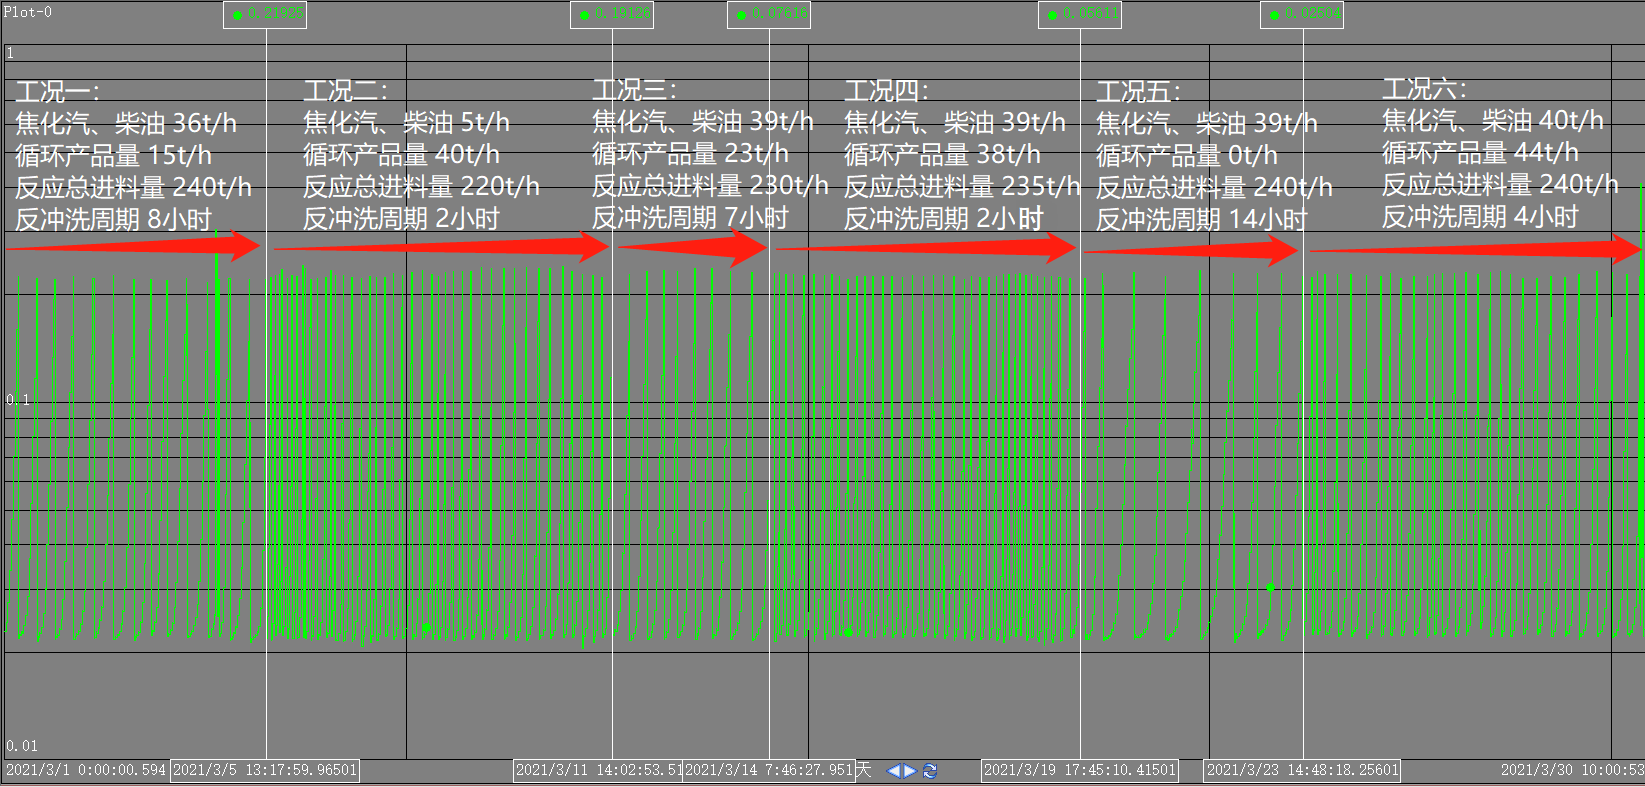 Plot-0
0.21925
0.18126
0.07616
0.05611
0.02504
1
工况一：
焦化汽、柴油 36t/h
循环产品量 15t/h
反应总进料量 240t/h
反冲洗周期 8小时
工况二：
焦化汽、柴油 5t/h
循环产品量 40t/h
反应总进料量 220t/h
反冲洗周期 2小时
工况三：
焦化汽、柴油 39t/h
循环产品量 23t/h
反应总进料量 230t/h
反冲洗周期 7小时
工况四：
焦化汽、柴油 39t/h
循环产品量 38t/h
反应总进料量 235t/h
反冲洗周期 2小时
工况五：
焦化汽、柴油 39t/h
循环产品量 0t/h
反应总进料量 240t/h
反冲洗周期 14小时
工况六：
焦化汽、柴油 40t/h
循环产品量 44t/h
反应总进料量 240t/h
反冲洗周期 4小时
0.1
0.01
2021/3/1 0:00:00.594
2021/3/5 13:17:59.96501
2021/3/11 14:02:53.51
2021/3/14 7:46:27.951
天
2021/3/19 17:45:10.41501
2021/3/23 14:48:18.25601
2021/3/30 10:00:53